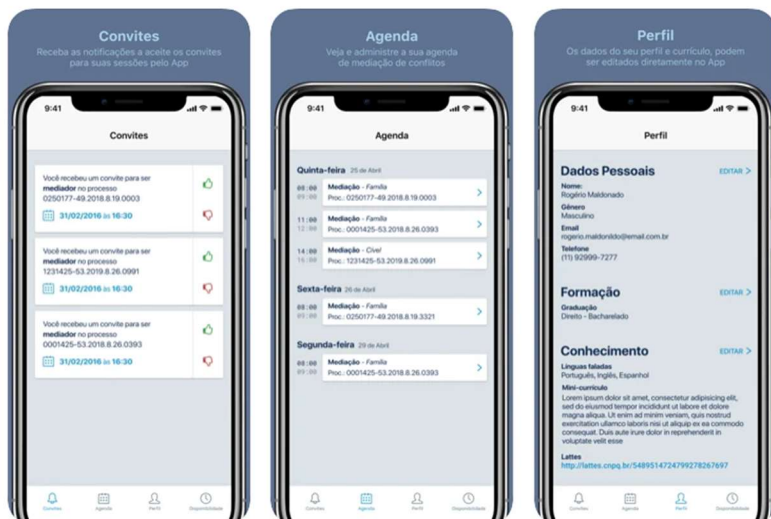 Convites
Receba as notificações a aceite os convites
para suas sessões pelo App
9:41
Convites
Você recebeu um convite para ser
mediador no processo
0250177-49.2018.8.19.0003
31/02/2016 às 16:30
Você recebeu um convite para ser
mediador no processo
1231425-53.2019.8.26.0991
31/02/2016 às 16:30
Você recebeu um convite para ser
mediador no processo
0001425-53.2018.8.26.0393
31/02/2016 às 16:30
Convites
Agenda
Perfil
Disponibilidade
Agenda
Veja e administre a sua agenda
de mediação de conflitos
9:41
Agenda
Quinta-feira 25 de Abril
08:00 Mediação - Família
09:00 Proc.: 0250177-49.2018.8.19.0003
11:00 Mediação - Família
12:00 Proc.: 0001425-53.2018.8.26.0393
14:00 Mediação - Cível
Proc.: 1231425-53.2019.8.26.0991
Sexta-feira 26 de Abril
08:00 Mediação - Família
09:00 Proc.: 0250177-49.2018.8.19.3321
Segunda-feira 29 de Abril
08:00 Mediação - Família
09:00 Proc.: 0001425-53.2018.8.26.0393
Convites
Agenda
Perfil
Disponibilidade
Perfil
Os dados do seu perfil e currículo, podem
ser editados diretamente no App
9:41
Perfil
Dados Pessoais EDITAR >
Nome:
Rogério Maldonado
Gênero
Masculino
Email
rogerio.maldonildo@email.com.br
Telefone
(11) 92999-7277
Formação EDITAR >
Graduação
Direito - Bacharelado
Conhecimento EDITAR >
Línguas faladas
Português, Inglês, Espanhol
Mini-currículo
Lorem ipsum dolor sit amet, consectetur adipisicing elit,
sed do eiusmod tempor incididunt ut labore et dolore
magna aliqua. Ut enim ad minim veniam, quis nostrud
exercitation ullamco laboris nisi ut aliquip ex ea commodo
consequat. Duis aute irure dolor in reprehenderit in
voluptate velit esse
Lattes
http://lattes.cnpq.br/5489514724799278267697
Convites
Agenda
Perfil
Disponibilidade